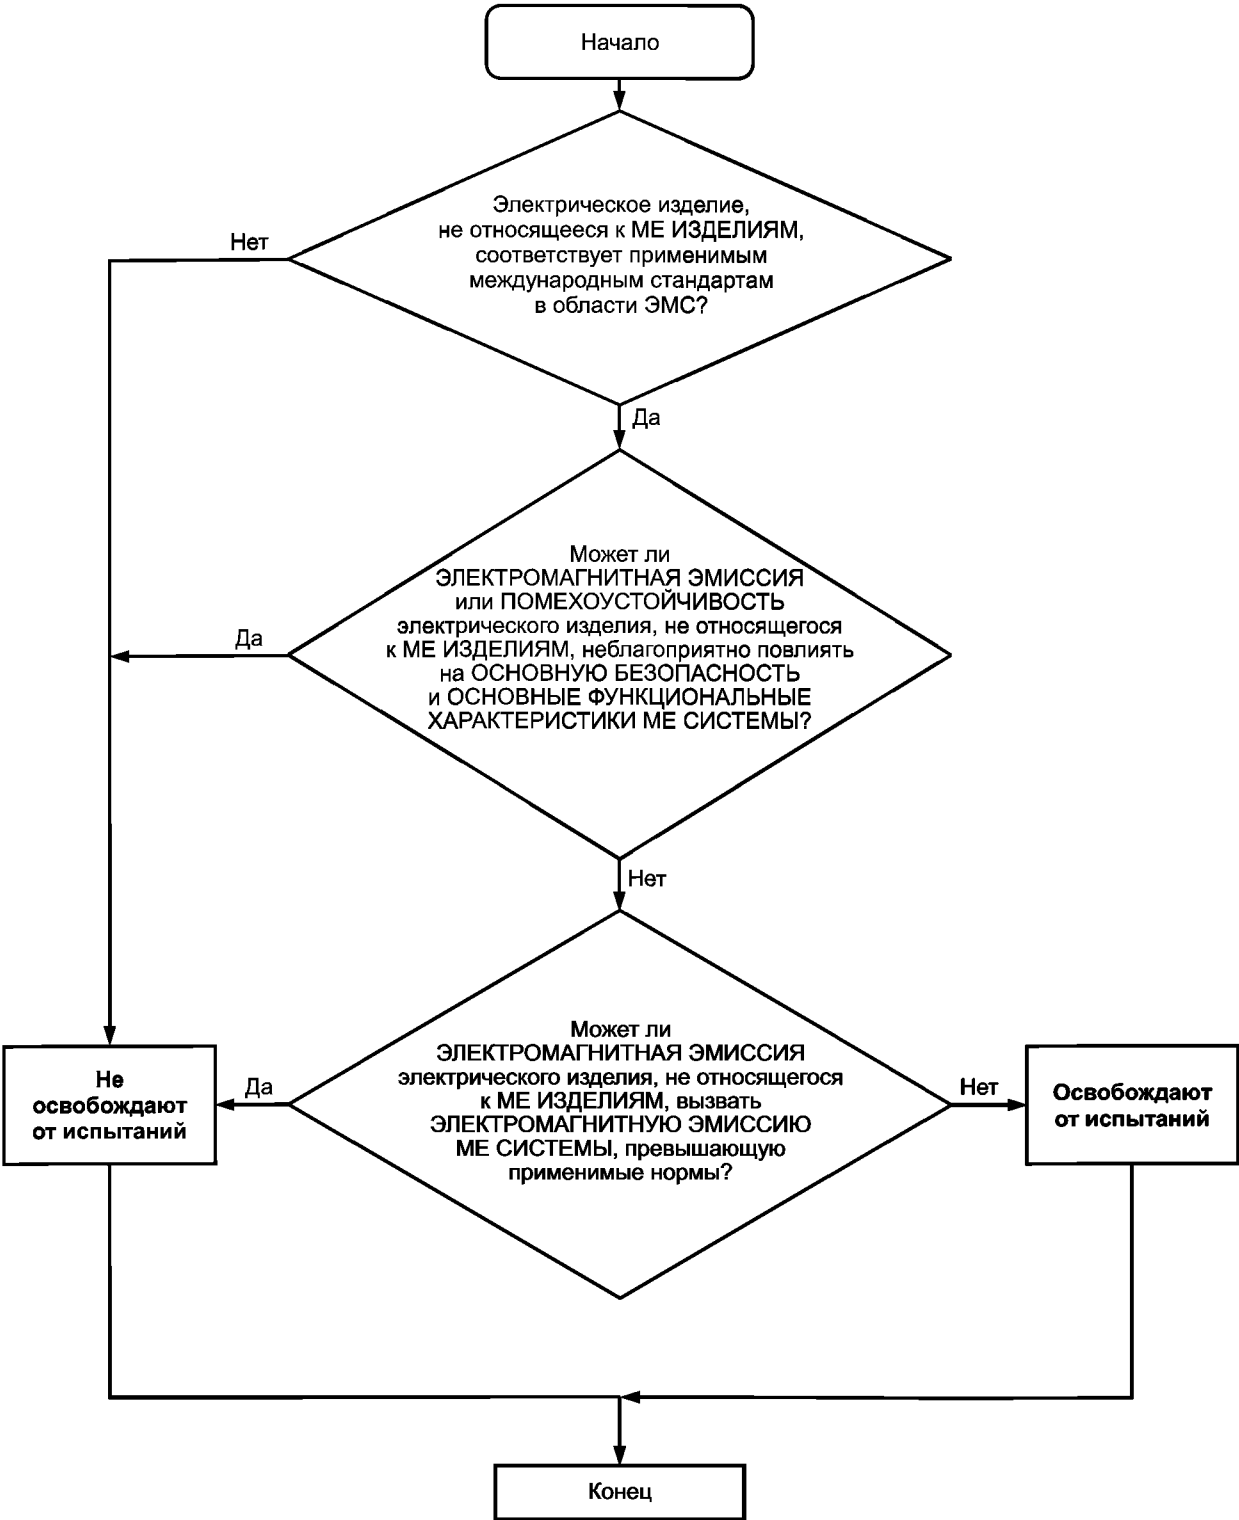 Начало
Электрическое изделие,
не относящееся к МЕ ИЗДЕЛИЯМ,
соответствует применимым
международным стандартам
в области ЭМС?
Нет
Да
Может ли
ЭЛЕКТРОМАГНИТНАЯ ЭМИССИЯ
или ПОМЕХОУСТОЙЧИВОСТЬ
электрического изделия, не относящегося
к МЕ ИЗДЕЛИЯМ, неблагоприятно повлиять
на ОСНОВНУЮ БЕЗОПАСНОСТЬ
и ОСНОВНЫЕ ФУНКЦИОНАЛЬНЫЕ
ХАРАКТЕРИСТИКИ МЕ СИСТЕМЫ?
Да
Нет
Может ли
ЭЛЕКТРОМАГНИТНАЯ ЭМИССИЯ
электрического изделия, не относящегося
к МЕ ИЗДЕЛИЯМ, вызвать
ЭЛЕКТРОМАГНИТНУЮ ЭМИССИЮ
МЕ СИСТЕМЫ, превышающую
применимые нормы?
Да
Нет
Не
освобождают
от испытаний
Освобождают
от испытаний
Конец